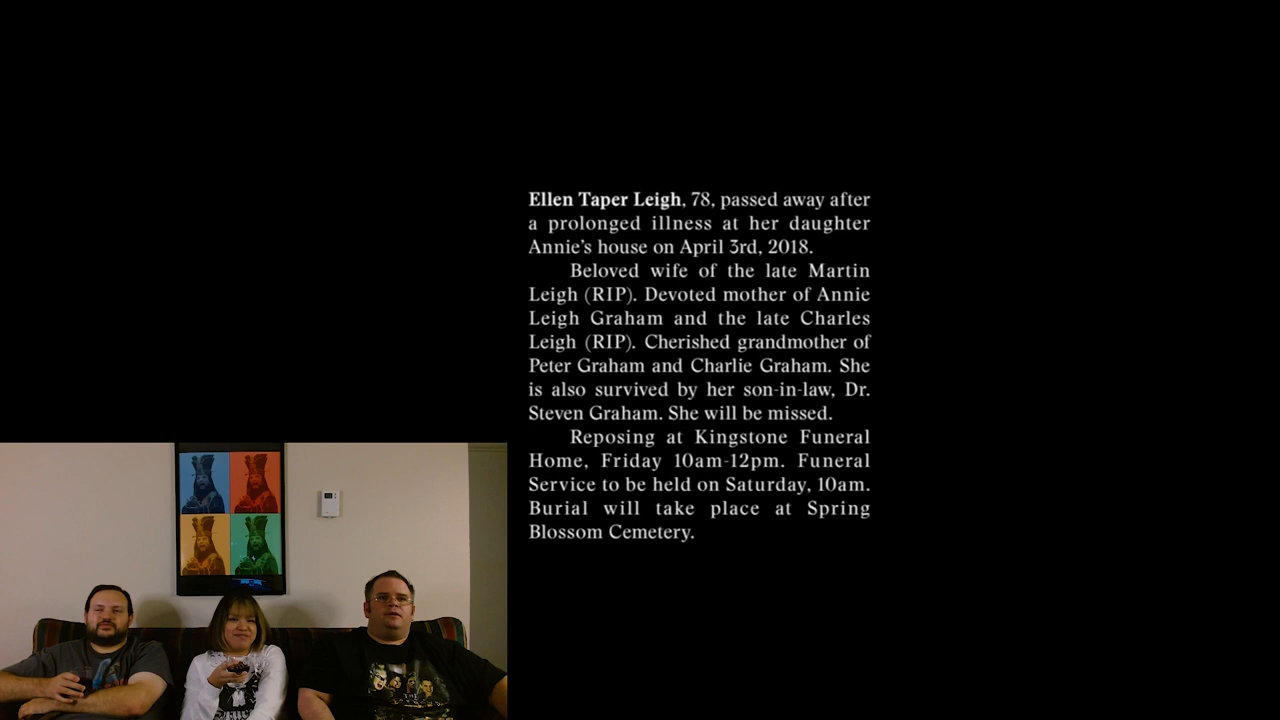 Ellen Taper Leigh, 78, passed away after
a prolonged illness at her daughter
Annie's house on April 3rd, 2018.
Beloved wife of the late Martin
Leigh (RIP). Devoted mother of Annie
Leigh Graham and the late Charles
Leigh (RIP). Cherished grandmother of
Peter Graham and Charlie Graham. She
is also survived by her son-in-law, Dr.
Steven Graham. She will be missed.
Reposing at Kingstone Funeral
Home, Friday 10am-12pm. Funeral
Service to be held on Saturday, 10am.
Burial will take place at Spring
Blossom Cemetery.